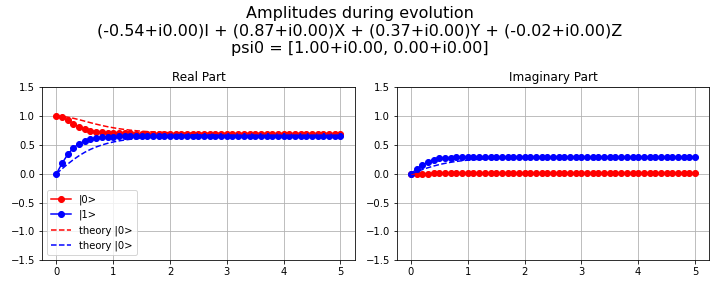 Amplitudes during evolution
(-0.54+i0.00)I + (0.87+i0.00)X + (0.37+i0.00)Y + (-0.02+i0.00)Z
psi0 = [1.00+i0.00, 0.00+i0.00]
Real Part
1.5
1.0
0.5
0.0
−0.5
−1.0
−1.5
|0>
|1>
theory |0>
theory |0>
0 1 2 3 4 5
Imaginary Part
1.5
1.0
0.5
0.0
−0.5
−1.0
−1.5
0 1 2 3 4 5